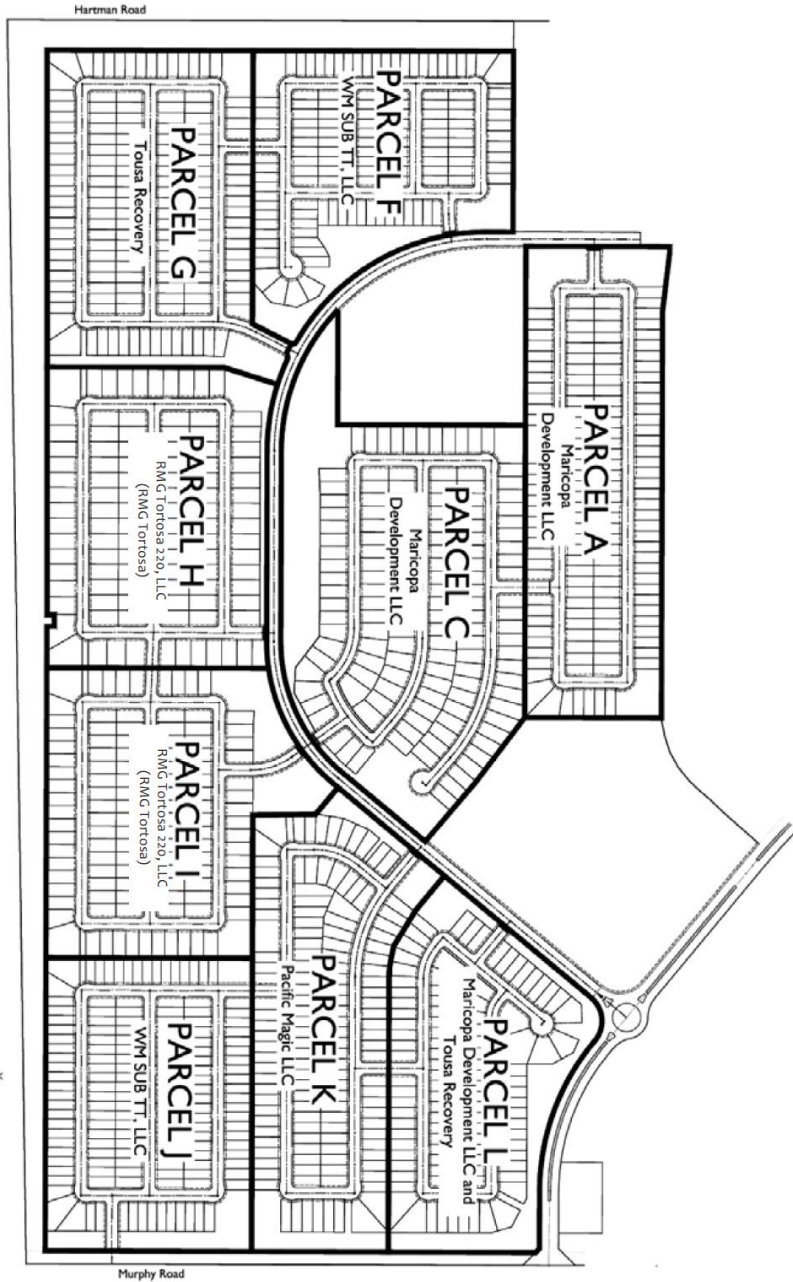 Hartman Road
PARCEL F
WM SUB TT, LLC
PARCEL G
Tousa Recovery
PARCEL A
Maricopa
Development LLC
PARCEL H
RMG Tortosa 220, LLC
(RMG Tortosa)
PARCEL C
Maricopa
Development LLC
PARCEL I
RMG Tortosa 220, LLC
(RMG Tortosa)
PARCEL K
Pacific Magic LLC
PARCEL L
Maricopa Development LLC and
Tousa Recovery
PARCEL J
WM SUB TT, LLC
Murphy Road